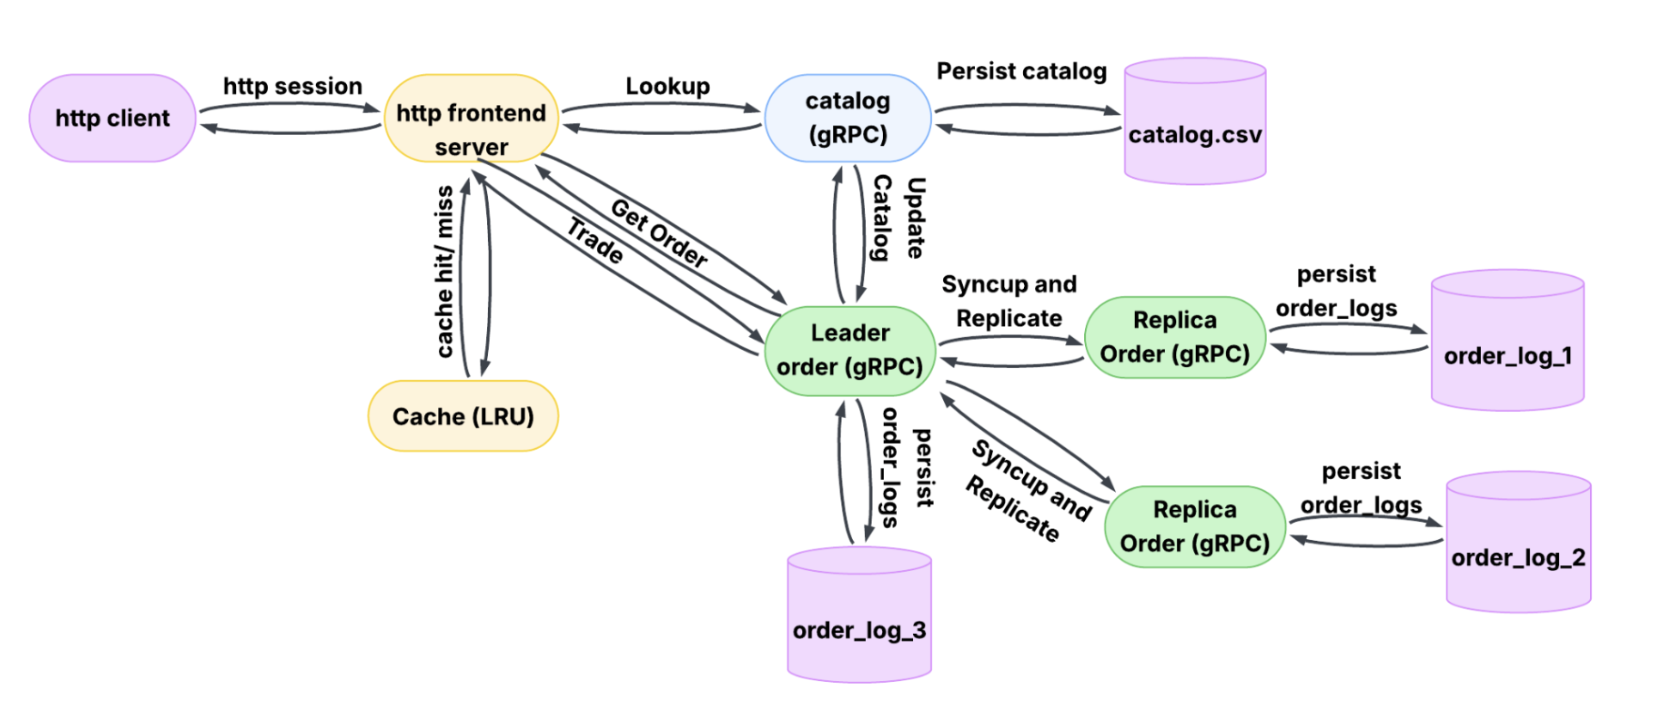 http client
http session
http frontend
server
Lookup
catalog
(gRPC)
Persist catalog
catalog.csv
cache hit/ miss
Cache (LRU)
Get Order
Trade
Update
Catalog
Leader
order (gRPC)
Syncup and
Replicate
Replica
Order (gRPC)
persist
order_logs
order_log_1
persist
order_logs
order_log_3
Syncup and
Replicate
Replica
Order (gRPC)
persist
order_logs
order_log_2